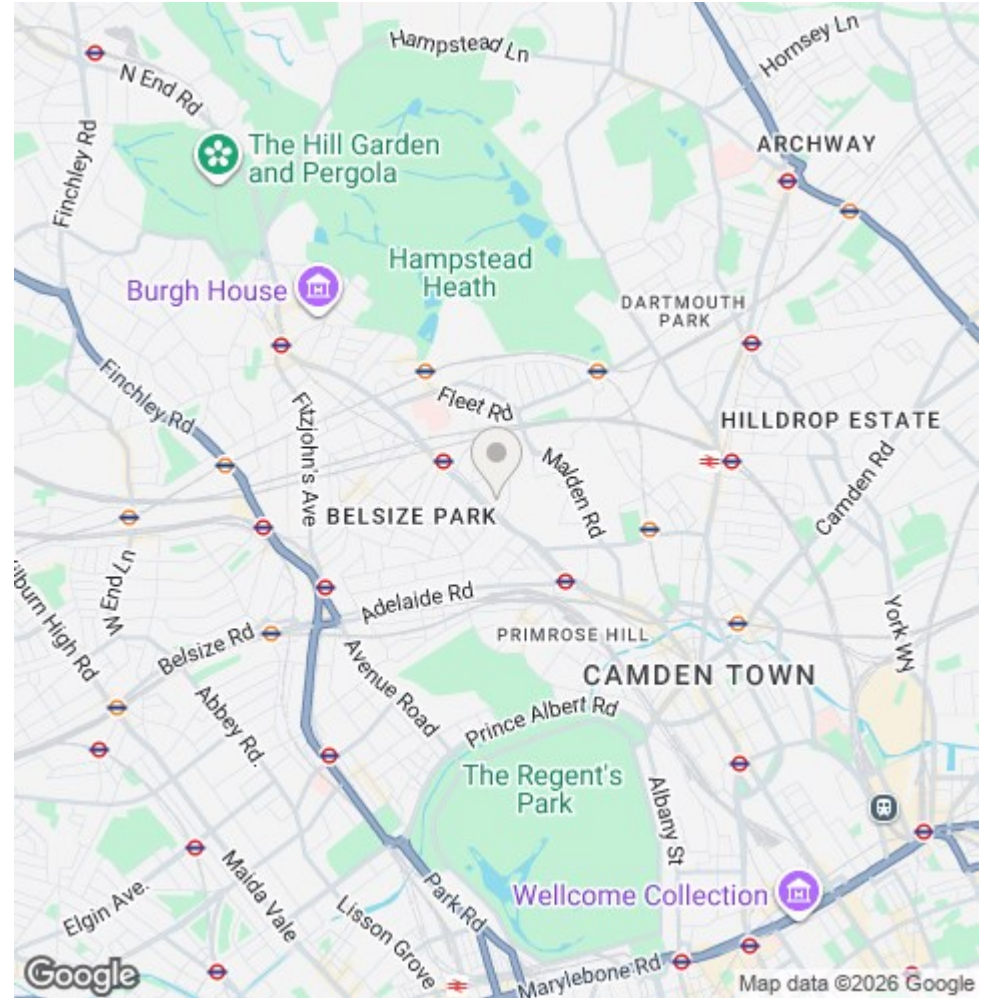 Hampstead Ln
Hornsey Ln
N End Rd
Finchley Rd
The Hill Garden
and Pergola
ARCHWAY
Burgh House
Hampstead
Heath
DARTMOUTH
PARK
Finchley Rd
Fitzjohn's Ave
Fleet Rd
HILLDROP ESTATE
Malden Rd
Camden Rd
BELSIZE PARK
W End Ln
Kilburn High Rd
Adelaide Rd
York Wy
Belsize Rd
PRIMROSE HILL
Abbey Rd.
Avenue Road
CAMDEN TOWN
Prince Albert Rd
The Regent's
Park
Albany St
Elgin Ave.
Maida Vale
Lisson Grove
Park Rd
Wellcome Collection
Marylebone Rd
Google
Map data ©2026 Google